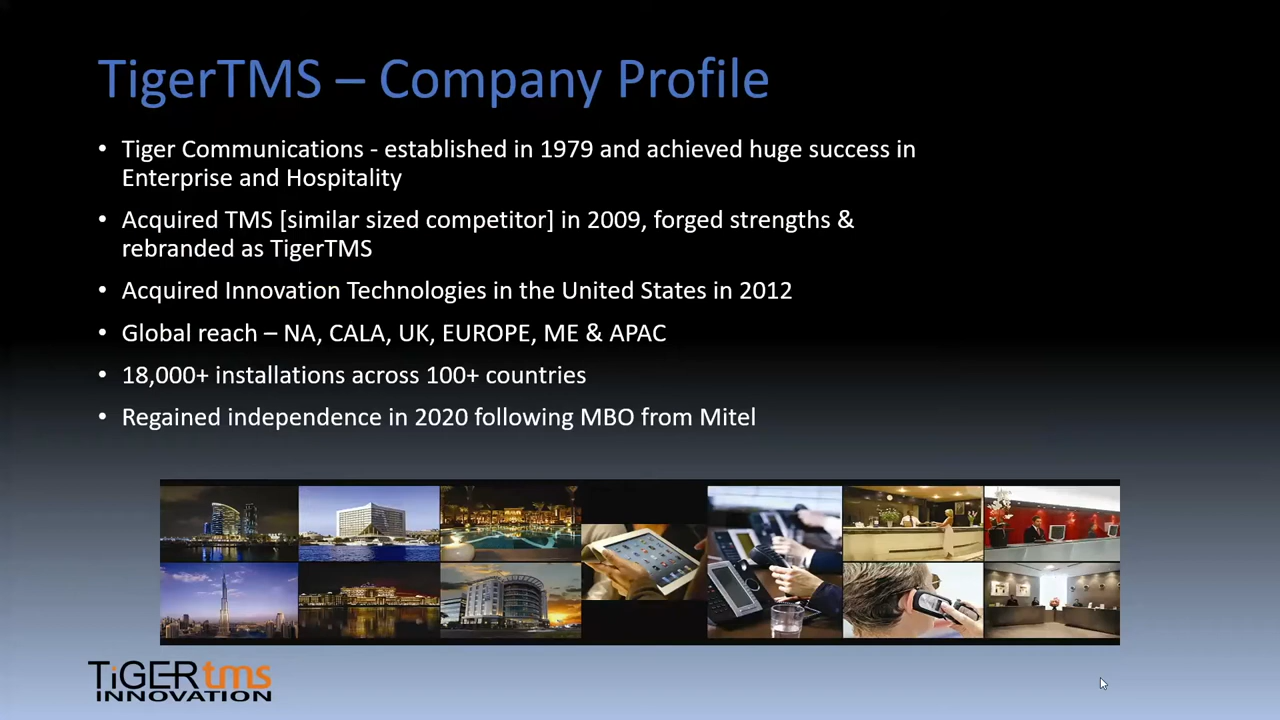 TigerTMS – Company Profile
• Tiger Communications - established in 1979 and achieved huge success in
Enterprise and Hospitality
• Acquired TMS [similar sized competitor] in 2009, forged strengths &
rebranded as TigerTMS
• Acquired Innovation Technologies in the United States in 2012
• Global reach – NA, CALA, UK, EUROPE, ME & APAC
• 18,000+ installations across 100+ countries
• Regained independence in 2020 following MBO from Mitel
TiGER tms
INNOVATION